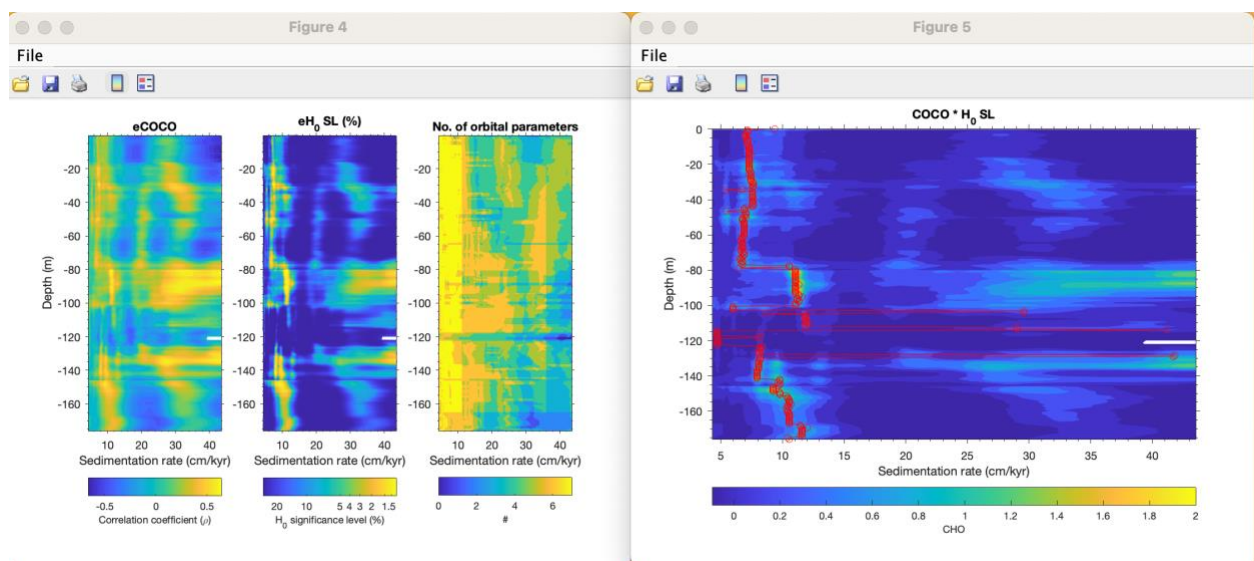 Figure 4
File
eCOCO
eH₀ SL (%)
No. of orbital parameters
Depth (m)
-20
-40
-60
-80
-100
-120
-140
-160
-20
-40
-60
-80
-100
-120
-140
-160
-20
-40
-60
-80
-100
-120
-140
-160
10 20 30 40
10 20 30 40
10 20 30 40
Sedimentation rate (cm/kyr)
Sedimentation rate (cm/kyr)
Sedimentation rate (cm/kyr)
-0.5 0 0.5
Correlation coefficient (ρ)
20 10 5 4 3 2 1.5
H₀ significance level (%)
0 2 4 6
#
Figure 5
File
COCO * H₀ SL
Depth (m)
0
-20
-40
-60
-80
-100
-120
-140
-160
5 10 15 20 25 30 35 40
Sedimentation rate (cm/kyr)
0 0.2 0.4 0.6 0.8 1 1.2 1.4 1.6 1.8 2
CHO